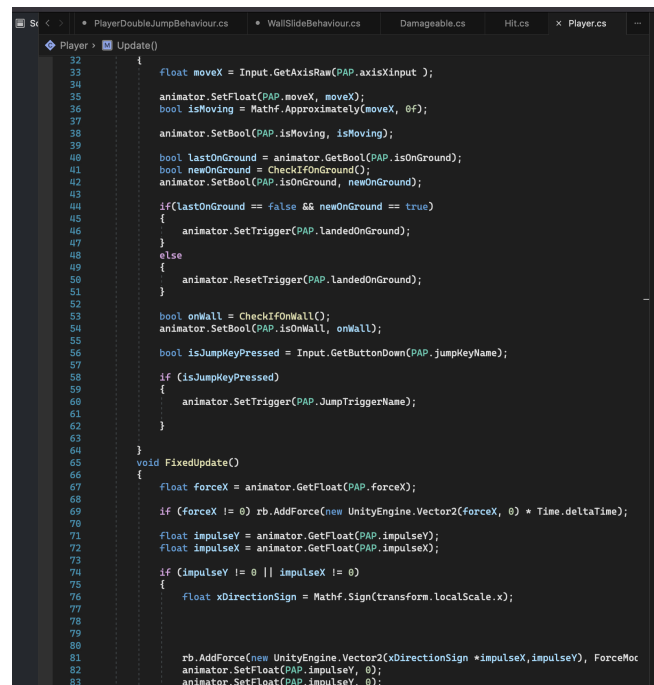 Sc < > • PlayerDoubleJumpBehaviour.cs • WallSlideBehaviour.cs Damageable.cs Hit.cs × Player.cs ...
Player > M Update()
32 {
33 float moveX = Input.GetAxisRaw(PAP.axisXinput );
34
35 animator.SetFloat(PAP.moveX, moveX);
36 bool isMoving = Mathf.Approximately(moveX, 0f);
37
38 animator.SetBool(PAP.isMoving, isMoving);
39
40 bool lastOnGround = animator.GetBool(PAP.isOnGround);
41 bool newOnGround = CheckIfOnGround();
42 animator.SetBool(PAP.isOnGround, newOnGround);
43
44 if(lastOnGround == false && newOnGround == true)
45 {
46 animator.SetTrigger(PAP.landedOnGround);
47 }
48 else
49 {
50 animator.ResetTrigger(PAP.landedOnGround);
51 }
52
53 bool onWall = CheckIfOnWall();
54 animator.SetBool(PAP.isOnWall, onWall);
55
56 bool isJumpKeyPressed = Input.GetButtonDown(PAP.jumpKeyName);
57
58 if (isJumpKeyPressed)
59 {
60 animator.SetTrigger(PAP.JumpTriggerName);
61
62 }
63
64 }
65 void FixedUpdate()
66 {
67 float forceX = animator.GetFloat(PAP.forceX);
68
69 if (forceX != 0) rb.AddForce(new UnityEngine.Vector2(forceX, 0) * Time.deltaTime);
70
71 float impulseY = animator.GetFloat(PAP.impulseY);
72 float impulseX = animator.GetFloat(PAP.impulseX);
73
74 if (impulseY != 0 || impulseX != 0)
75 {
76 float xDirectionSign = Mathf.Sign(transform.localScale.x);
77
78
79
80
81 rb.AddForce(new UnityEngine.Vector2(xDirectionSign *impulseX,impulseY), ForceMoc
82 animator.SetFloat(PAP.impulseY, 0);
83 animator.SetFloat(PAP.impulseX, 0);